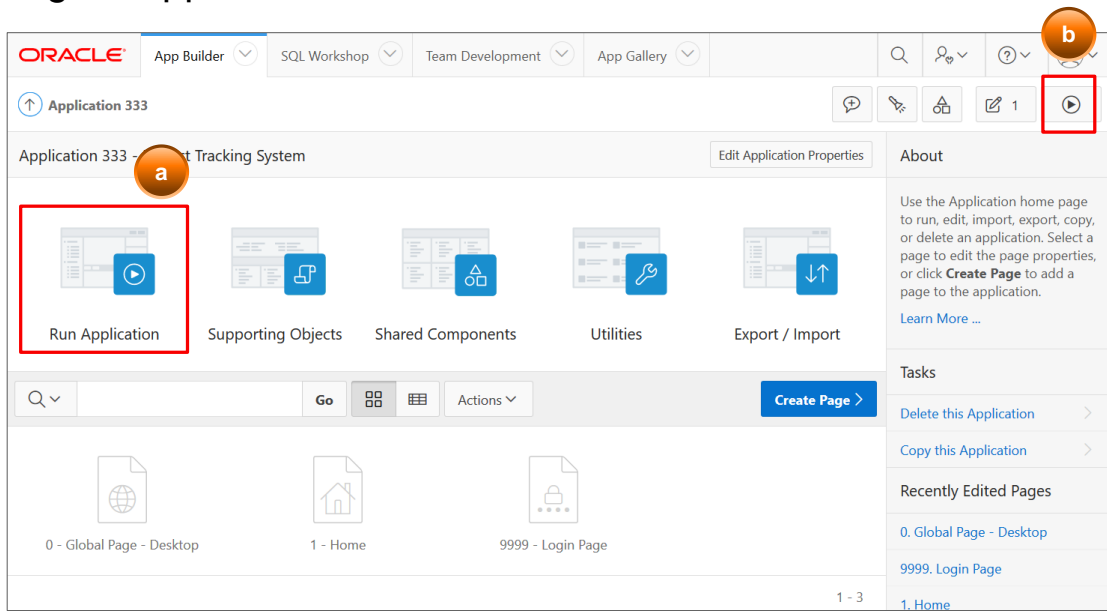 b
ORACLE App Builder SQL Workshop Team Development App Gallery
Application 333
1
Application 333 - t Tracking System
Edit Application Properties
About
a
Use the Application home page
to run, edit, import, export, copy,
or delete an application. Select a
page to edit the page properties,
or click Create Page to add a
page to the application.
Learn More ...
Run Application Supporting Objects Shared Components Utilities Export / Import
Tasks
Go Actions Create Page
Delete this Application
Copy this Application
Recently Edited Pages
0 - Global Page - Desktop 1 - Home 9999 - Login Page
0. Global Page - Desktop
9999. Login Page
1 - 3
1. Home